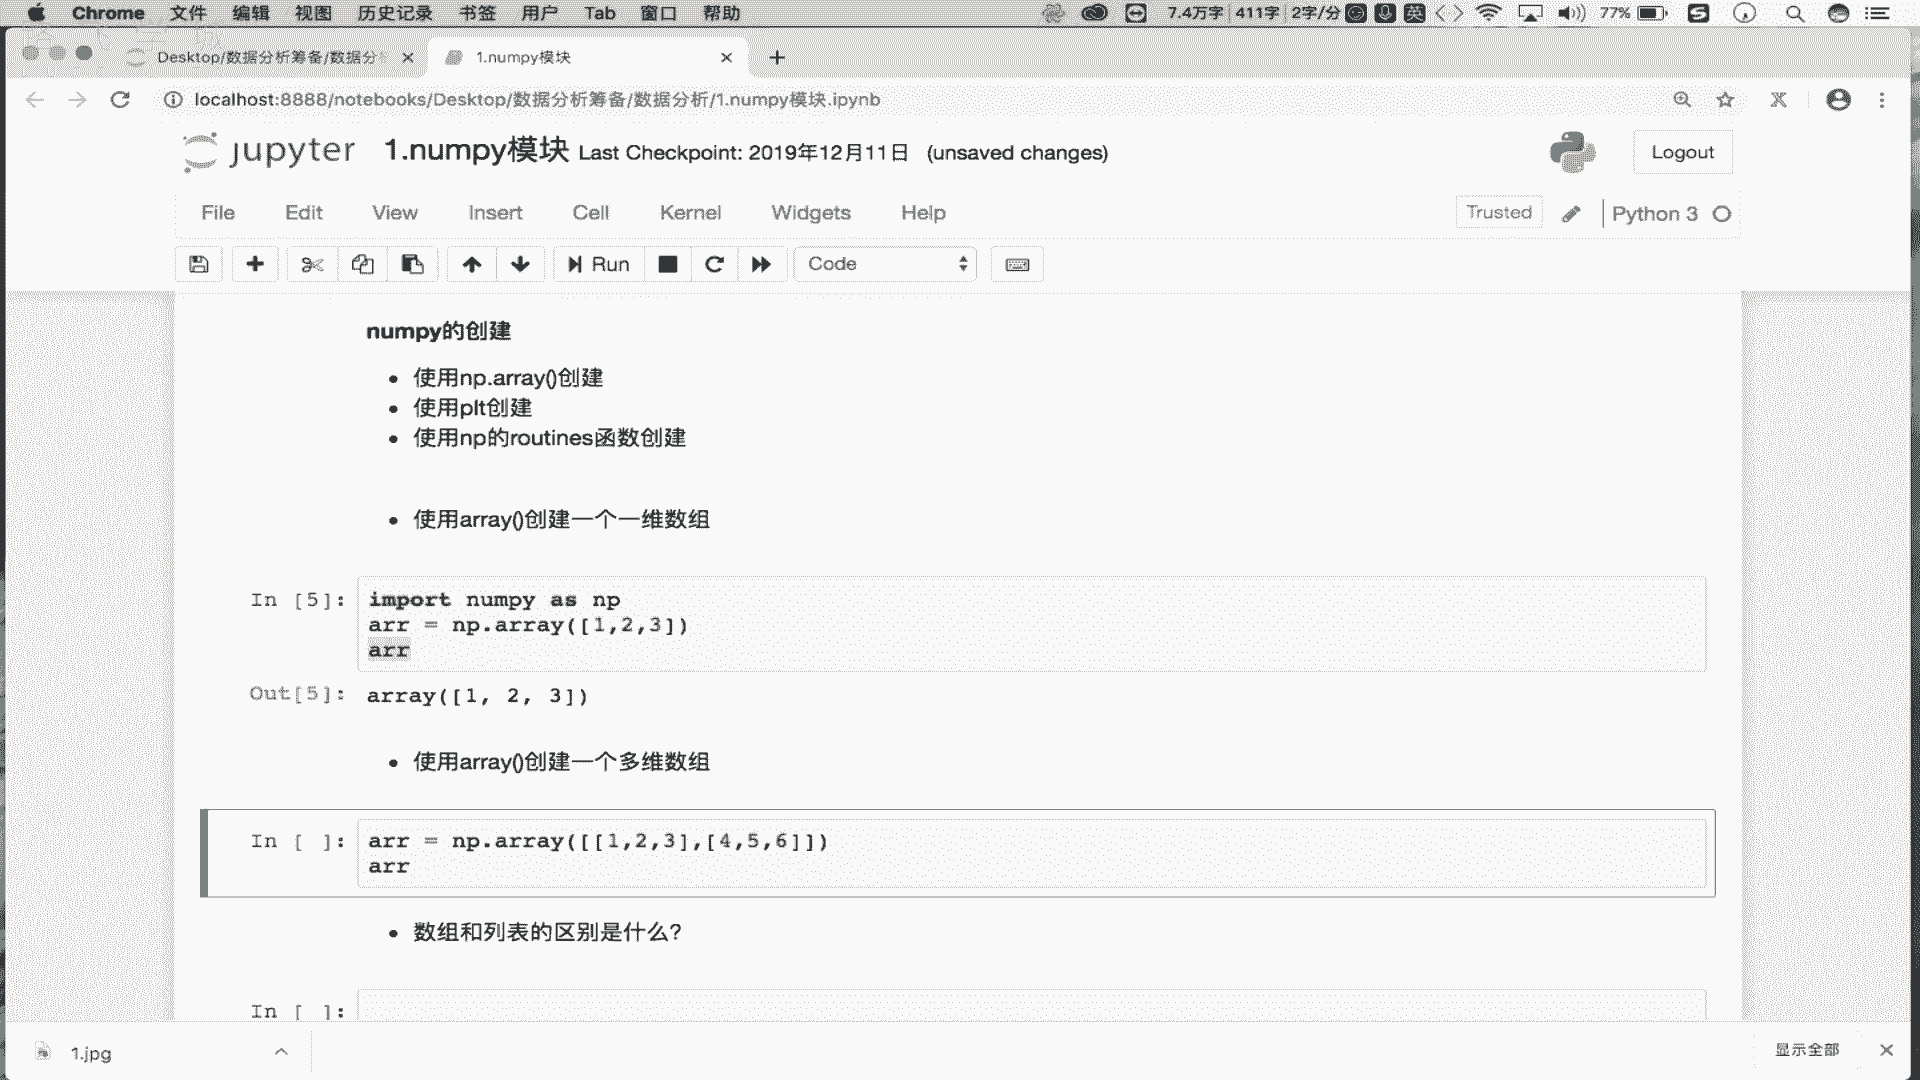 Chrome 文件 编辑 视图 历史记录 书签 用户 Tab 窗口 帮助 7.4万字 411字 2字/分 英 77%
Desktop/数据分析筹备/数据分 1.numpy模块
localhost:8888/notebooks/Desktop/数据分析筹备/数据分析/1.numpy模块.ipynb
jupyter 1.numpy模块 Last Checkpoint: 2019年12月11日 (unsaved changes) Logout
File Edit View Insert Cell Kernel Widgets Help Trusted Python 3
Run Code
numpy的创建
使用np.array()创建
使用plt创建
使用np的routines函数创建
使用array()创建一个一维数组
In [5]: import numpy as np
arr = np.array([1,2,3])
arr
Out[5]: array([1, 2, 3])
使用array()创建一个多维数组
In [ ]: arr = np.array([[1,2,3],[4,5,6]])
arr
数组和列表的区别是什么?
In [ ]:
1.jpg 显示全部